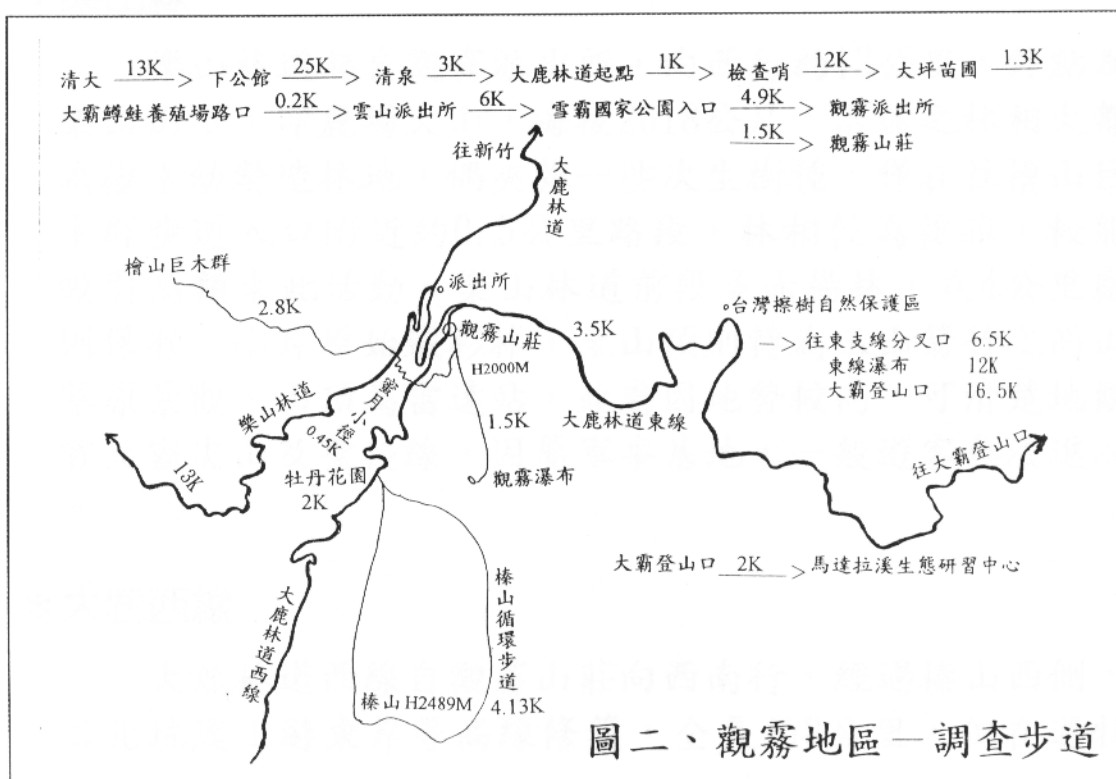 清大 13K > 下公館 25K > 清泉 3K > 大鹿林道起點 1K > 檢查哨 12K > 大坪苗圃 1.3K
大霸鱒鮭養殖場路口 0.2K > 雲山派出所 6K > 雪霸國家公園入口 4.9K > 觀霧派出所
1.5K > 觀霧山莊
往新竹
大鹿林道
檜山巨木群
2.8K
派出所
觀霧山莊
H2000M
3.5K
台灣擦樹自然保護區
—> 往東支線分叉口 6.5K
東線瀑布 12K
大霸登山口 16.5K
樂山林道
蜜月小徑
0.45K
1.5K
大鹿林道東線
13K
牡丹花園
2K
觀霧瀑布
往大霸登山口
大霸登山口 2K > 馬達拉溪生態研習中心
大鹿林道西線
榛山循環步道
4.13K
榛山 H2489M
圖二、觀霧地區—調查步道